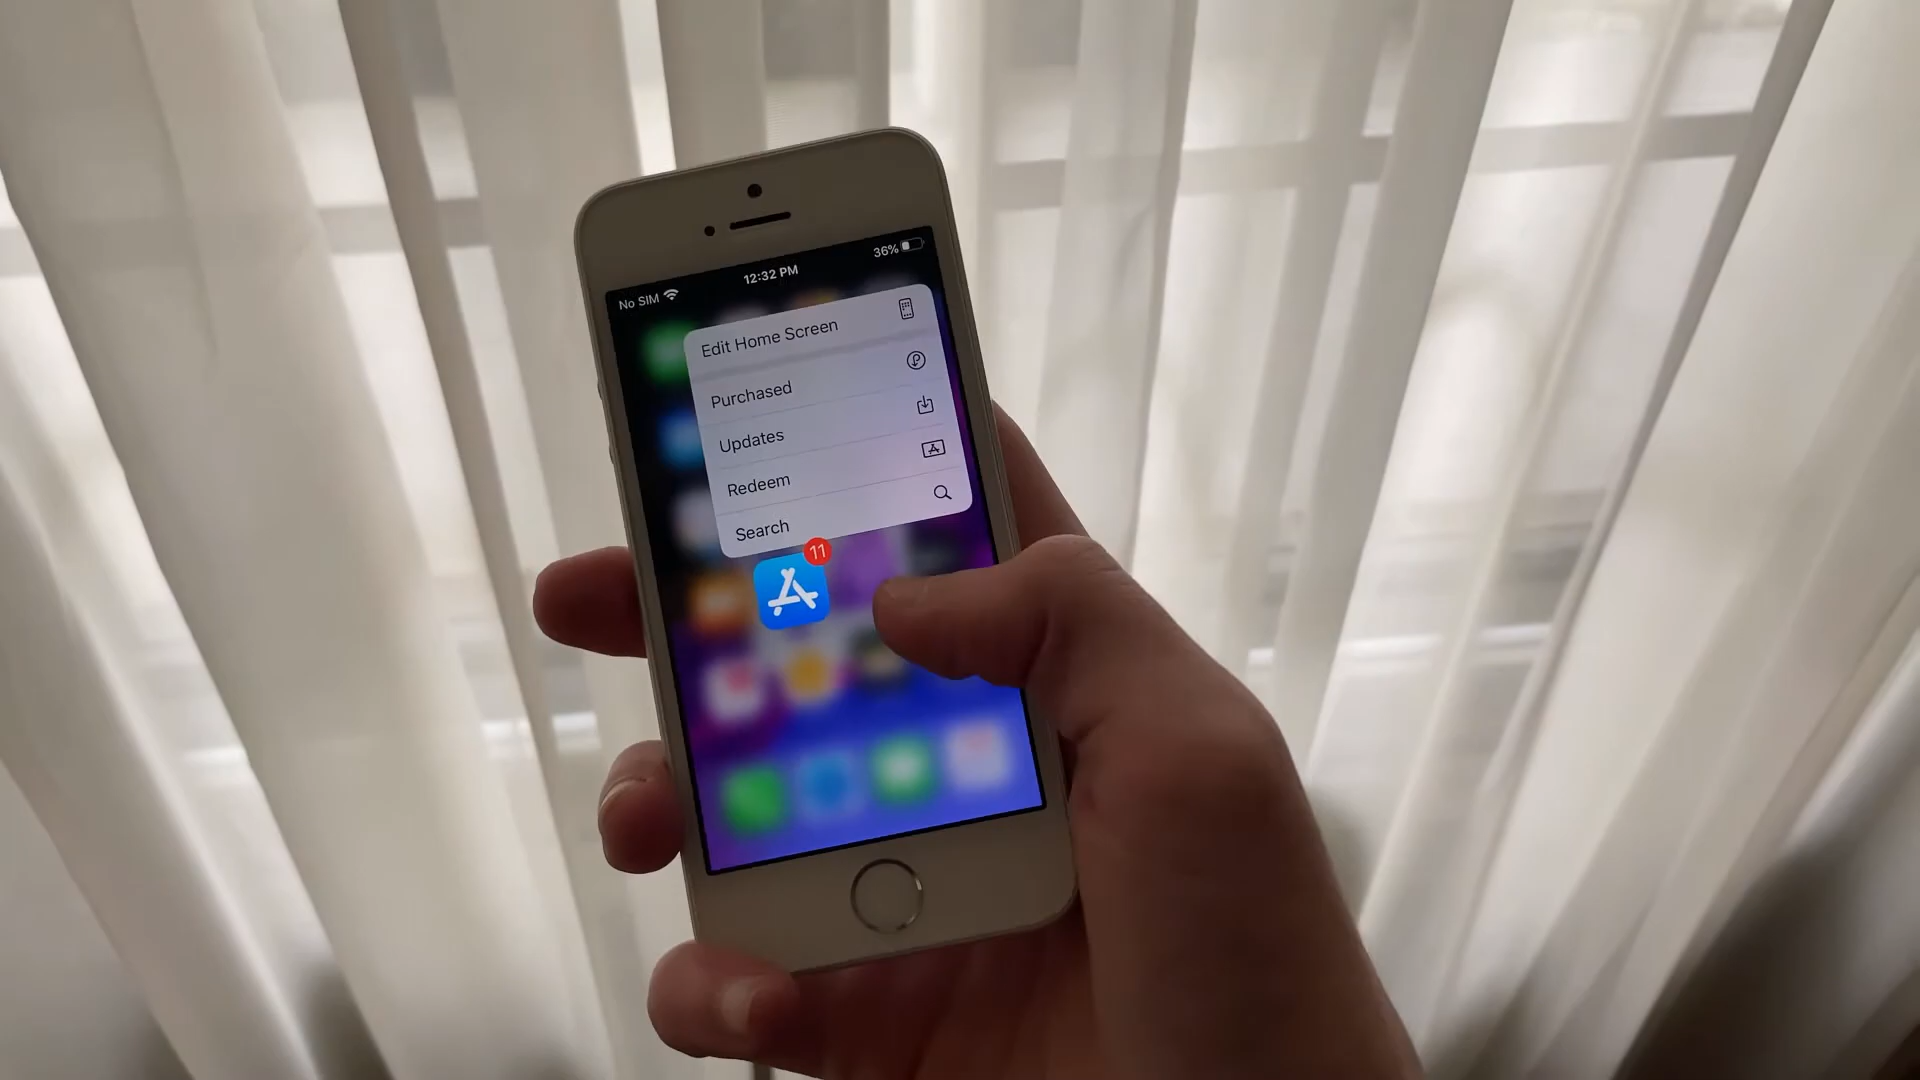 No SIM 12:32 PM 36%
Edit Home Screen
Purchased
Updates
Redeem
Search
11